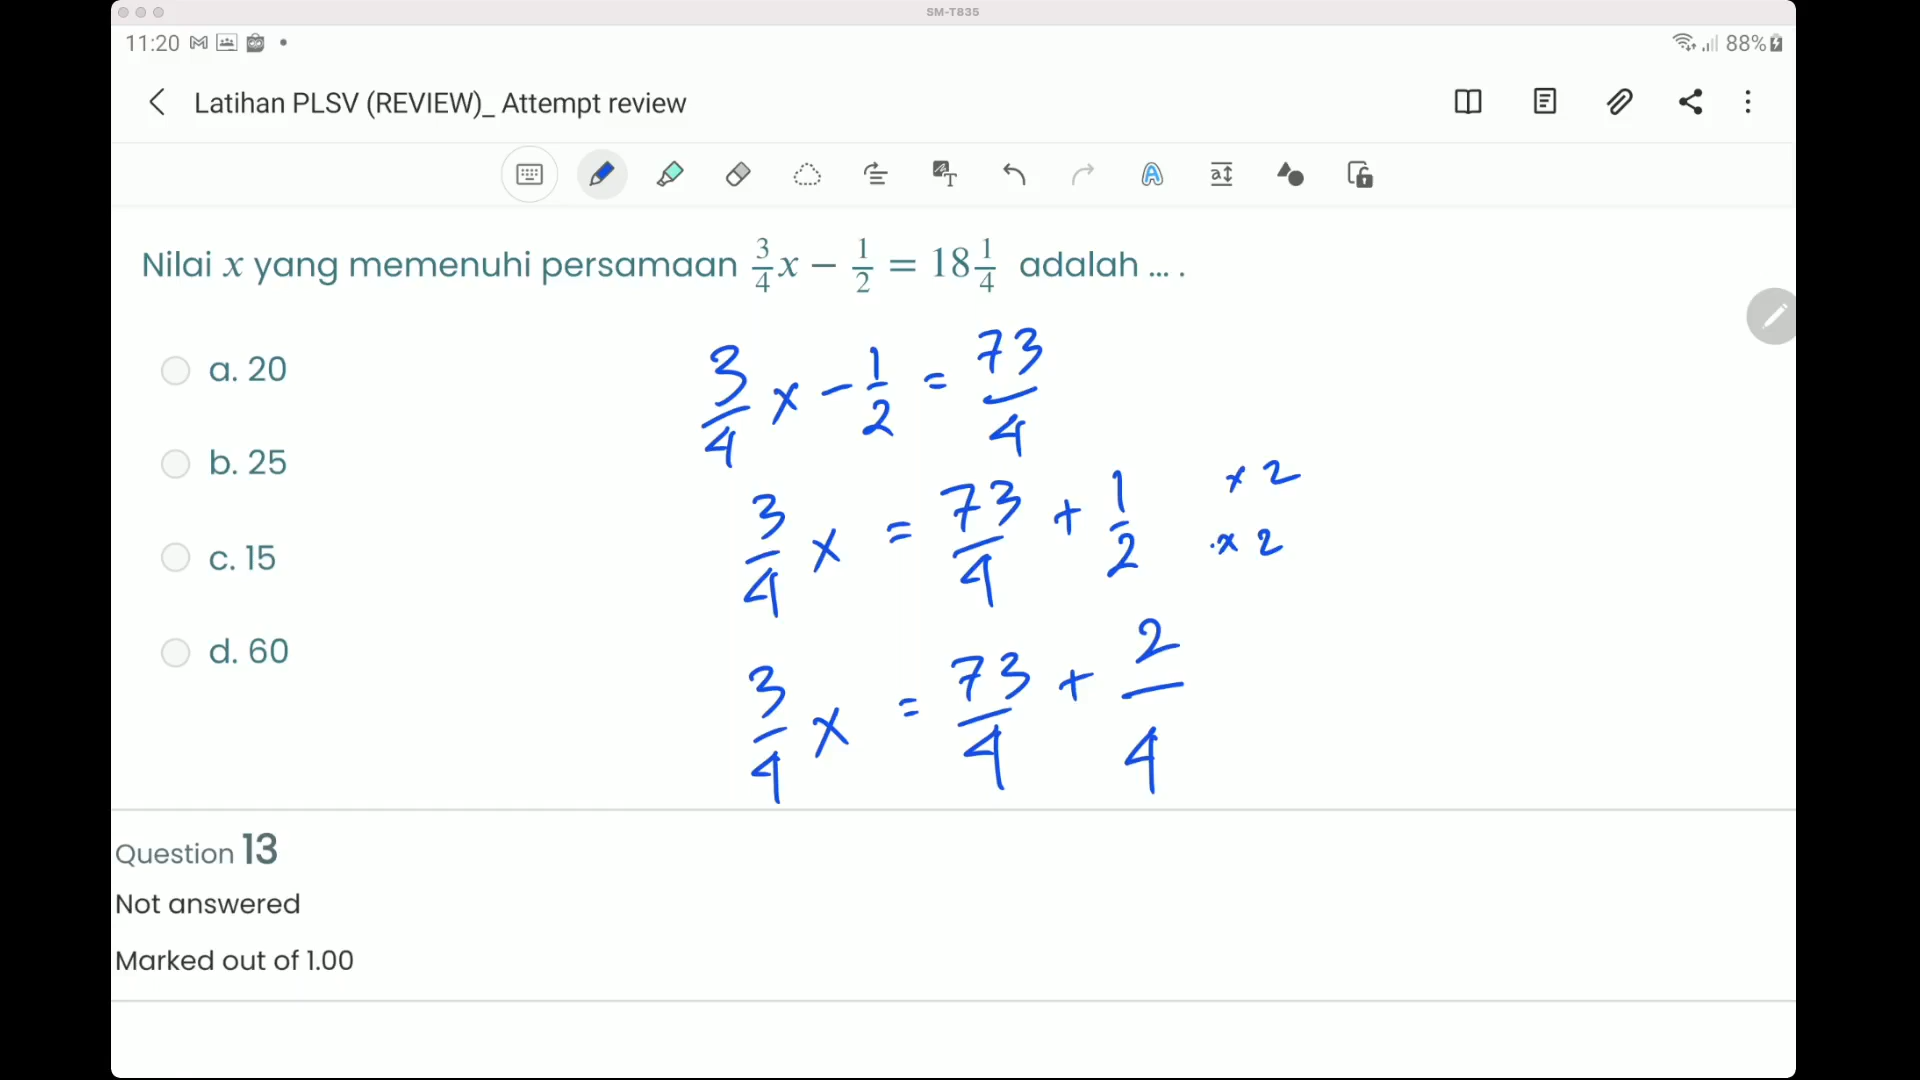 SM-T835
11:20
88%
Latihan PLSV (REVIEW)_ Attempt review
Nilai x yang memenuhi persamaan 3/4 x − 1/2 = 18 1/4 adalah ... .
a. 20
b. 25
c. 15
d. 60
3/4 x − 1/2 = 73/4
3/4 x = 73/4 + 1/2 × 2
× 2
3/4 x = 73/4 + 2/4
Question 13
Not answered
Marked out of 1.00